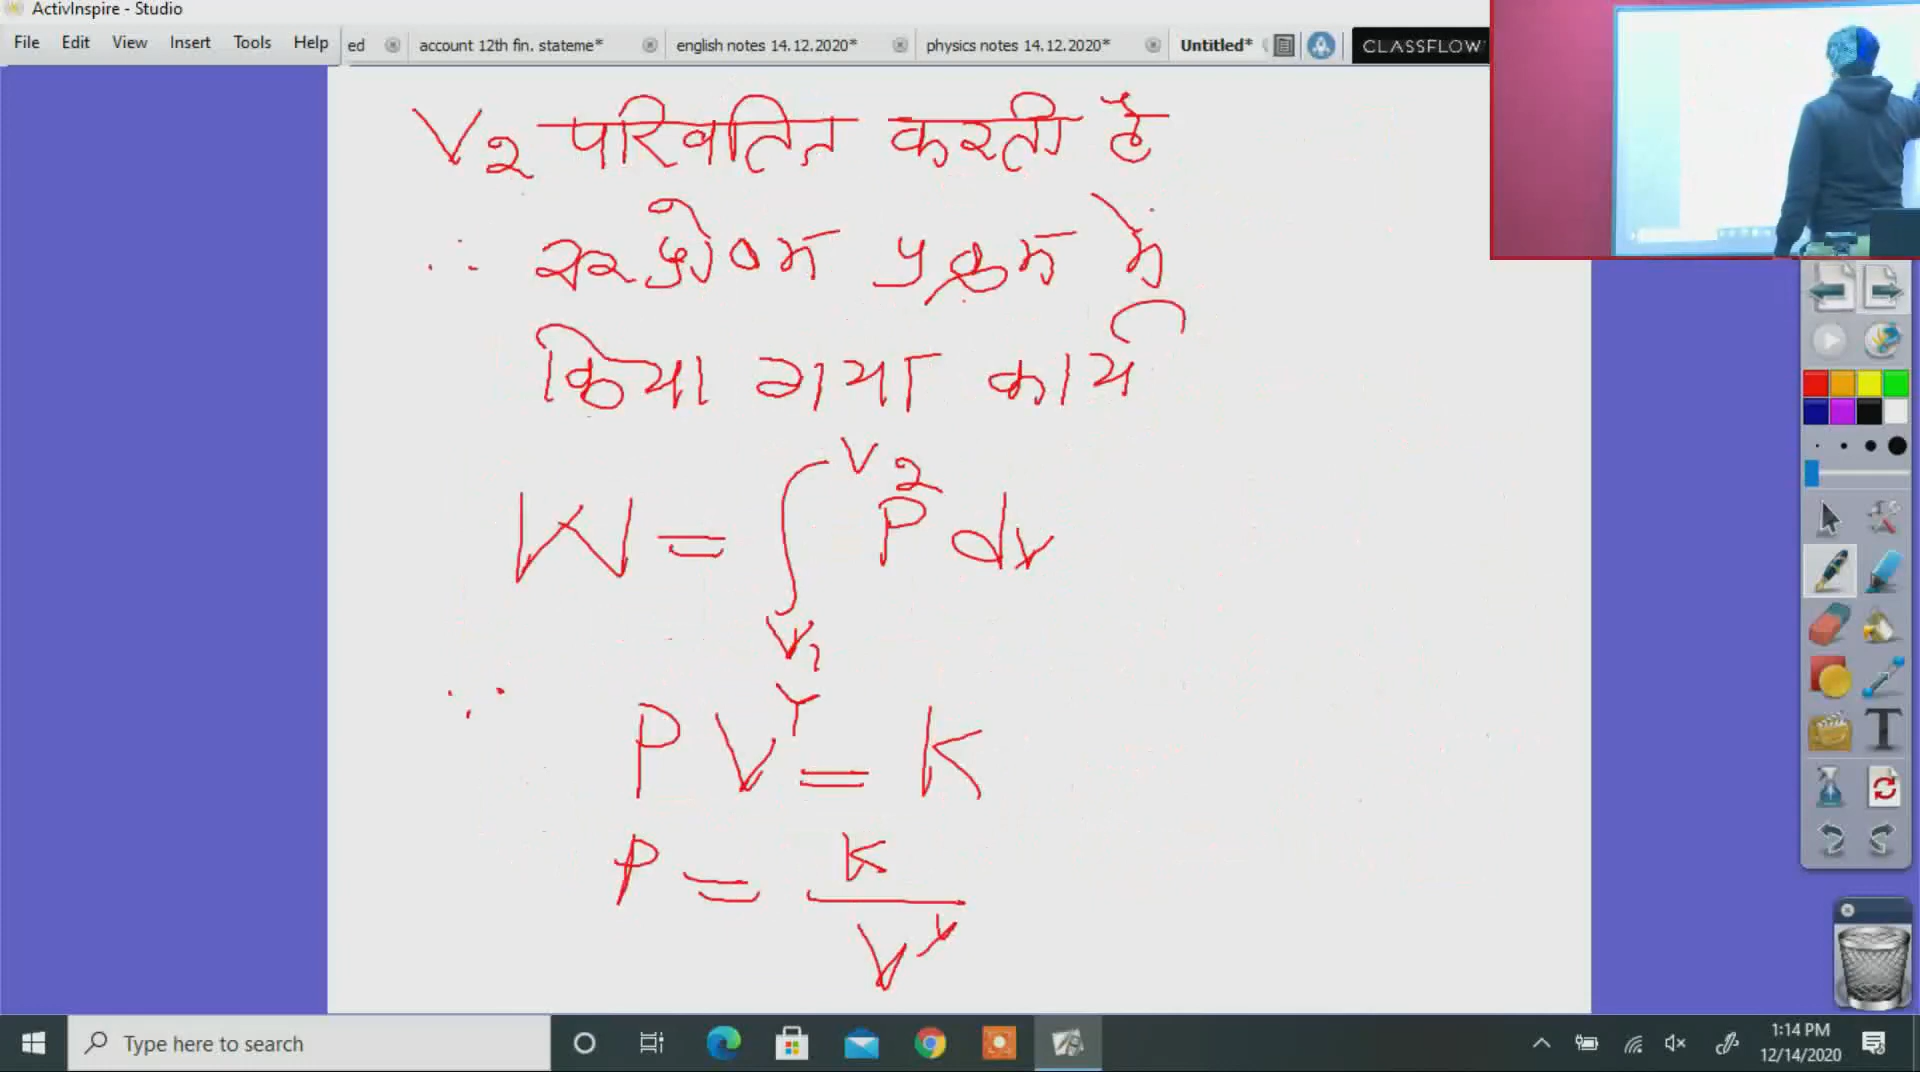 ActivInspire - Studio
File Edit View Insert Tools Help
ed account 12th fin. stateme* english notes 14.12.2020* physics notes 14.12.2020* Untitled* CLASSFLOW
V2 परिवतित करती है
∴ प्रक्रम मे
किया गया कार्य
W = ∫ V1 V2 P dv
∵ P V^γ = K
P = K / V^γ
T
Type here to search
1:14 PM
12/14/2020